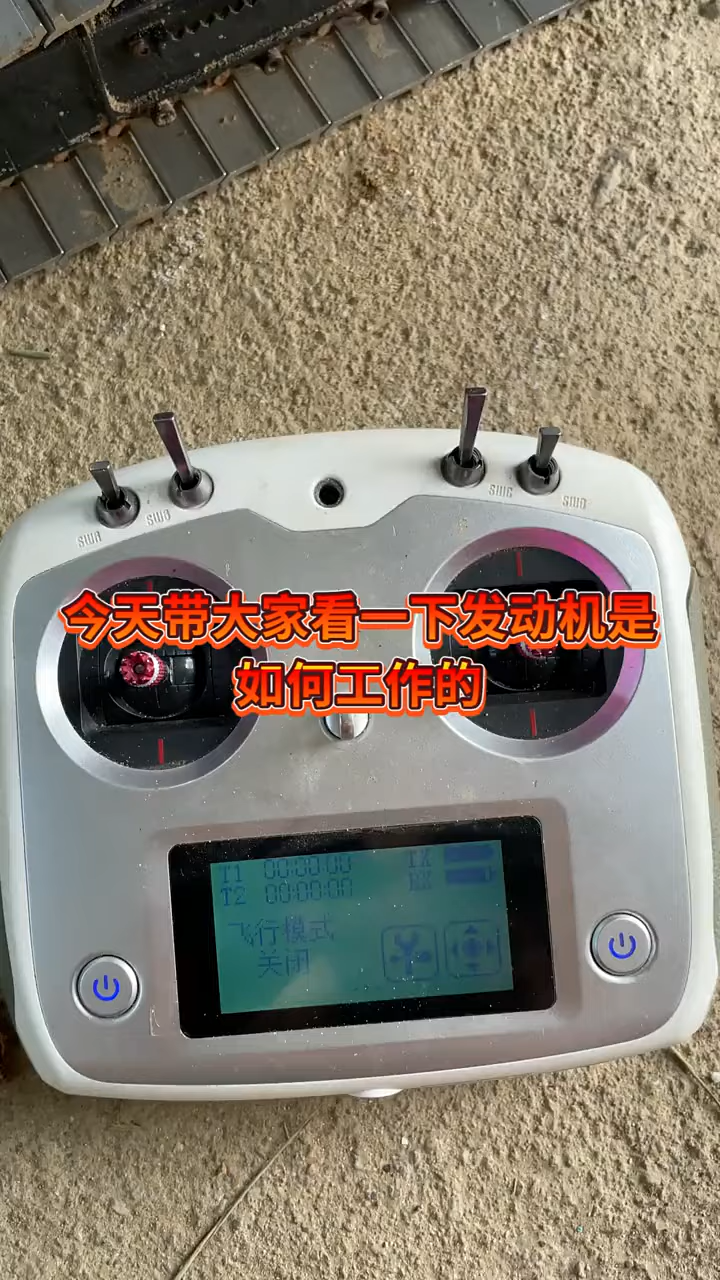 SWA
SWB
SWC
SWD
今天带大家看一下发动机是
如何工作的
T1 00:00:00
TX
T2 00:00:00
RX
飞行模式
关闭